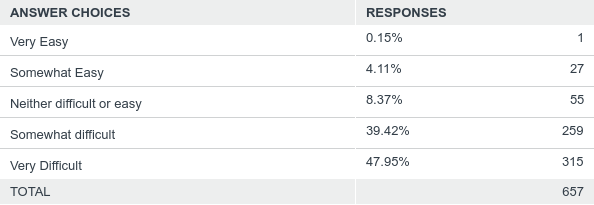 ANSWER CHOICES RESPONSES
Very Easy 0.15% 1
Somewhat Easy 4.11% 27
Neither difficult or easy 8.37% 55
Somewhat difficult 39.42% 259
Very Difficult 47.95% 315
TOTAL 657